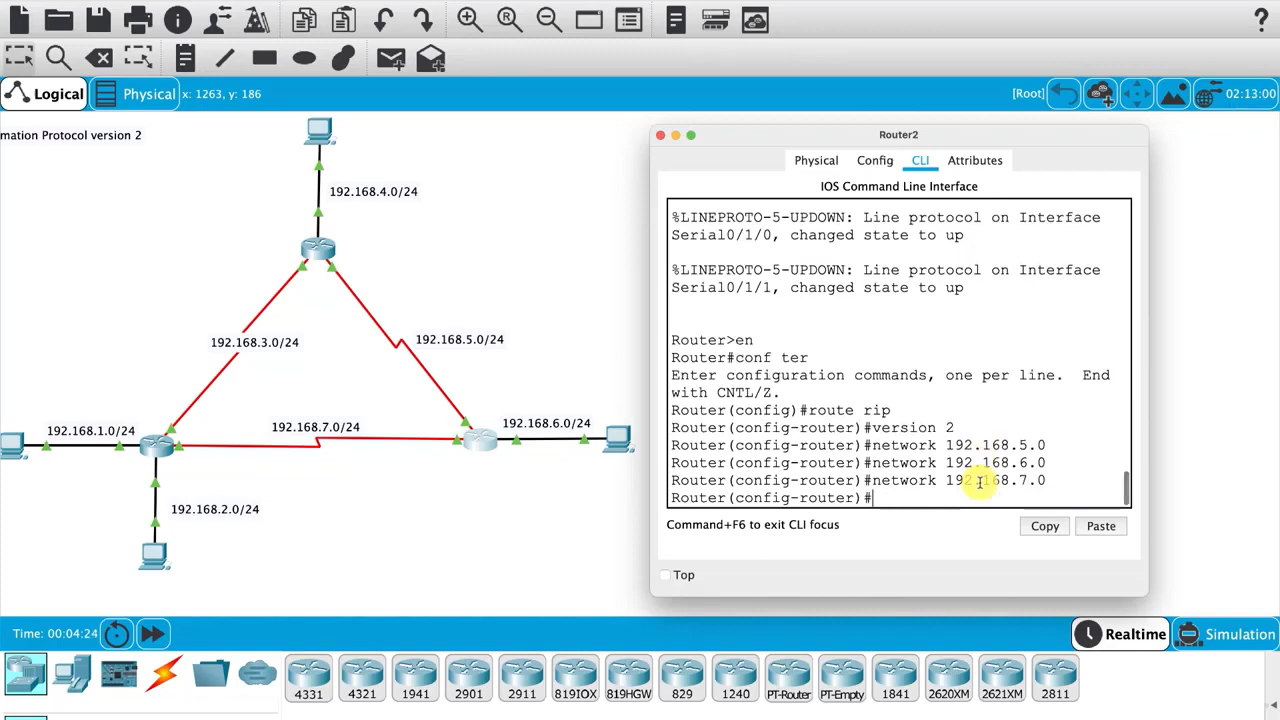 Logical
Physical
x: 1263, y: 186
[Root]
02:13:00
mation Protocol version 2
192.168.4.0/24
192.168.3.0/24
192.168.5.0/24
192.168.1.0/24
192.168.7.0/24
192.168.6.0/24
192.168.2.0/24
Router2
Physical
Config
CLI
Attributes
IOS Command Line Interface
%LINEPROTO-5-UPDOWN: Line protocol on Interface
Serial0/1/0, changed state to up
%LINEPROTO-5-UPDOWN: Line protocol on Interface
Serial0/1/1, changed state to up
Router>en
Router#conf ter
Enter configuration commands, one per line. End
with CNTL/Z.
Router(config)#route rip
Router(config-router)#version 2
Router(config-router)#network 192.168.5.0
Router(config-router)#network 192.168.6.0
Router(config-router)#network 192.168.7.0
Router(config-router)#
Command+F6 to exit CLI focus
Copy
Paste
Top
Time: 00:04:24
Realtime
Simulation
4331
4321
1941
2901
2911
819IOX
819HGW
829
1240
PT-Router
PT-Empty
1841
2620XM
2621XM
2811